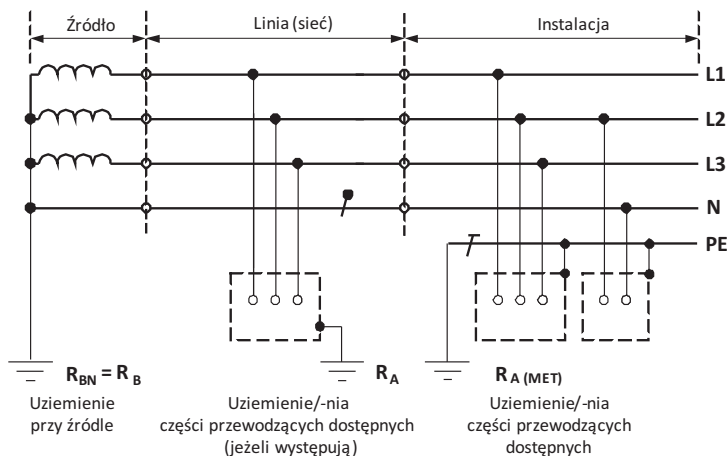 Źródło Linia (sieć) Instalacja
L1
L2
L3
N
PE
R_BN = R_B R_A R_A (MET)
Uziemienie Uziemienie/-nia Uziemienie/-nia
przy źródle części przewodzących dostępnych części przewodzących
(jeżeli występują) dostępnych